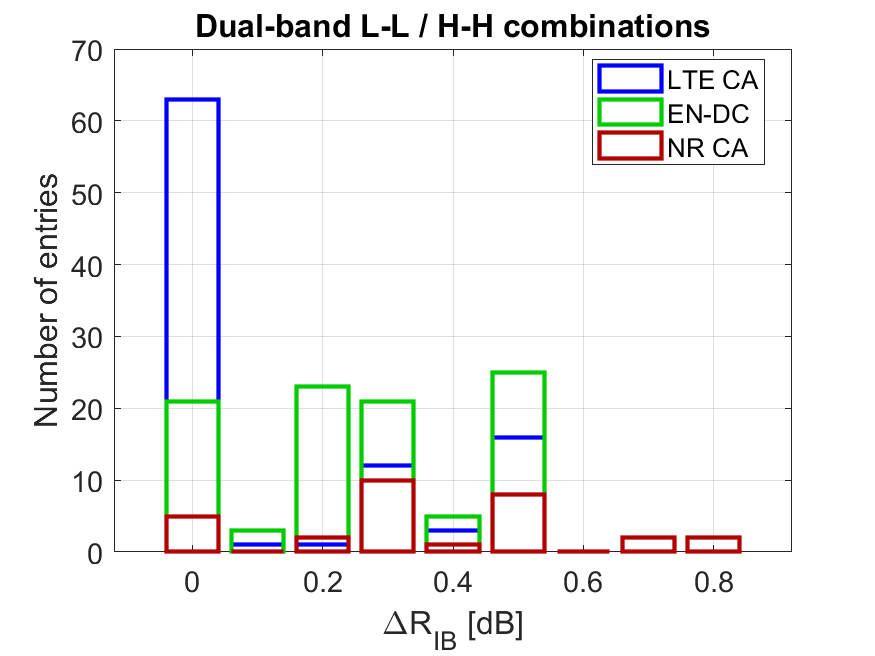 Dual-band L-L / H-H combinations
LTE CA
EN-DC
NR CA
Number of entries
70
60
50
40
30
20
10
0
0 0.2 0.4 0.6 0.8
ΔR_IB [dB]